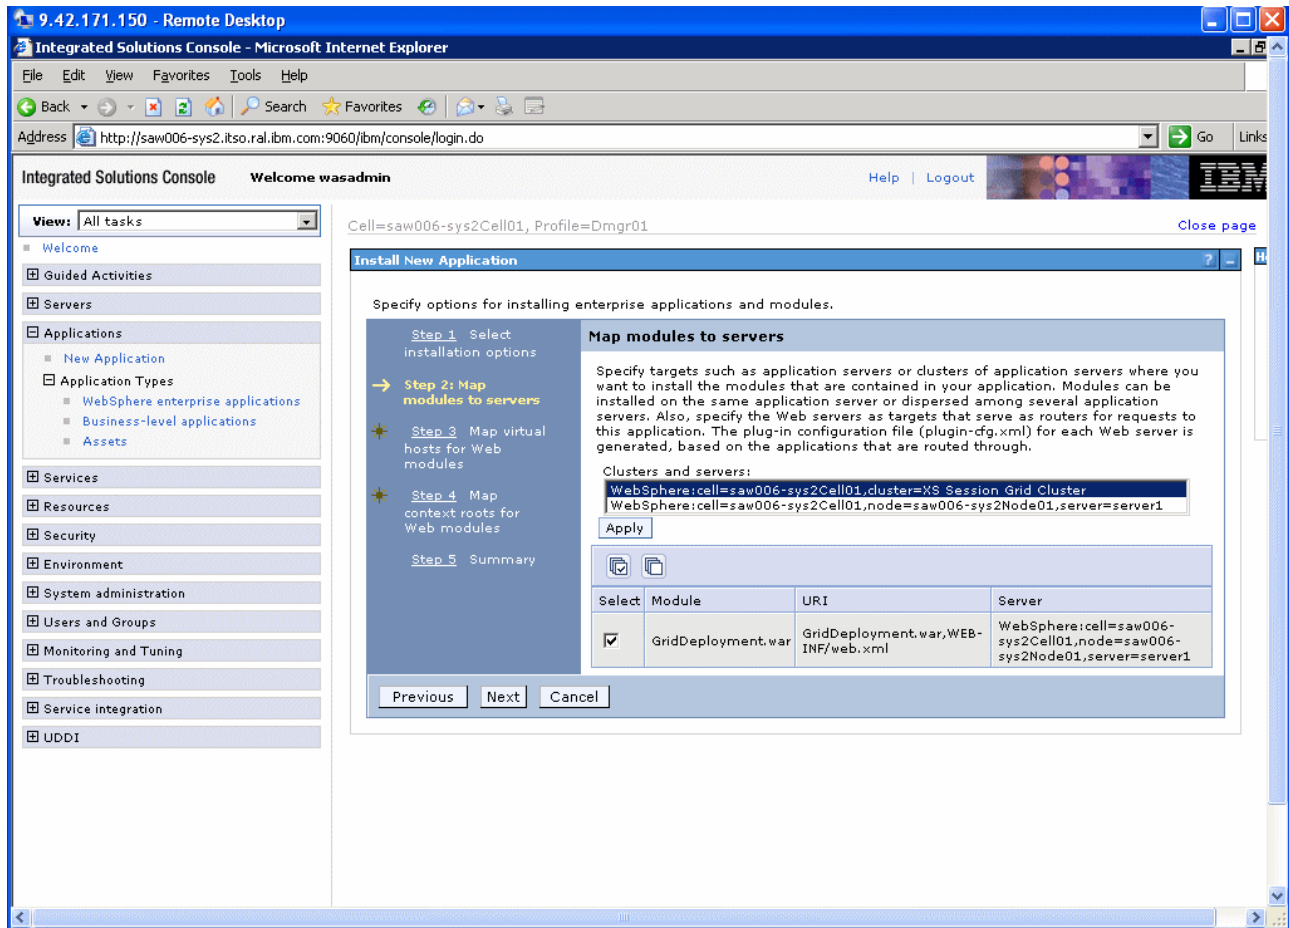 9.42.171.150 - Remote Desktop
Integrated Solutions Console - Microsoft Internet Explorer
File Edit View Favorites Tools Help
Back Search Favorites
Address http://saw006-sys2.itso.ral.ibm.com:9060/ibm/console/login.do Go Links
Integrated Solutions Console Welcome wasadmin Help | Logout IBM
View: All tasks
Cell=saw006-sys2Cell01, Profile=Dmgr01 Close page
Welcome
Guided Activities
Servers
Applications
New Application
Application Types
WebSphere enterprise applications
Business-level applications
Assets
Services
Resources
Security
Environment
System administration
Users and Groups
Monitoring and Tuning
Troubleshooting
Service integration
UDDI
Install New Application ?
Specify options for installing enterprise applications and modules.
Step 1 Select
installation options
Step 2: Map
modules to servers
Step 3 Map virtual
hosts for Web
modules
Step 4 Map
context roots for
Web modules
Step 5 Summary
Map modules to servers
Specify targets such as application servers or clusters of application servers where you
want to install the modules that are contained in your application. Modules can be
installed on the same application server or dispersed among several application
servers. Also, specify the Web servers as targets that serve as routers for requests to
this application. The plug-in configuration file (plugin-cfg.xml) for each Web server is
generated, based on the applications that are routed through.
Clusters and servers:
WebSphere:cell=saw006-sys2Cell01,cluster=XS Session Grid Cluster
WebSphere:cell=saw006-sys2Cell01,node=saw006-sys2Node01,server=server1
Apply
Select Module URI Server
GridDeployment.war GridDeployment.war,WEB-
INF/web.xml
WebSphere:cell=saw006-
sys2Cell01,node=saw006-
sys2Node01,server=server1
Previous Next Cancel